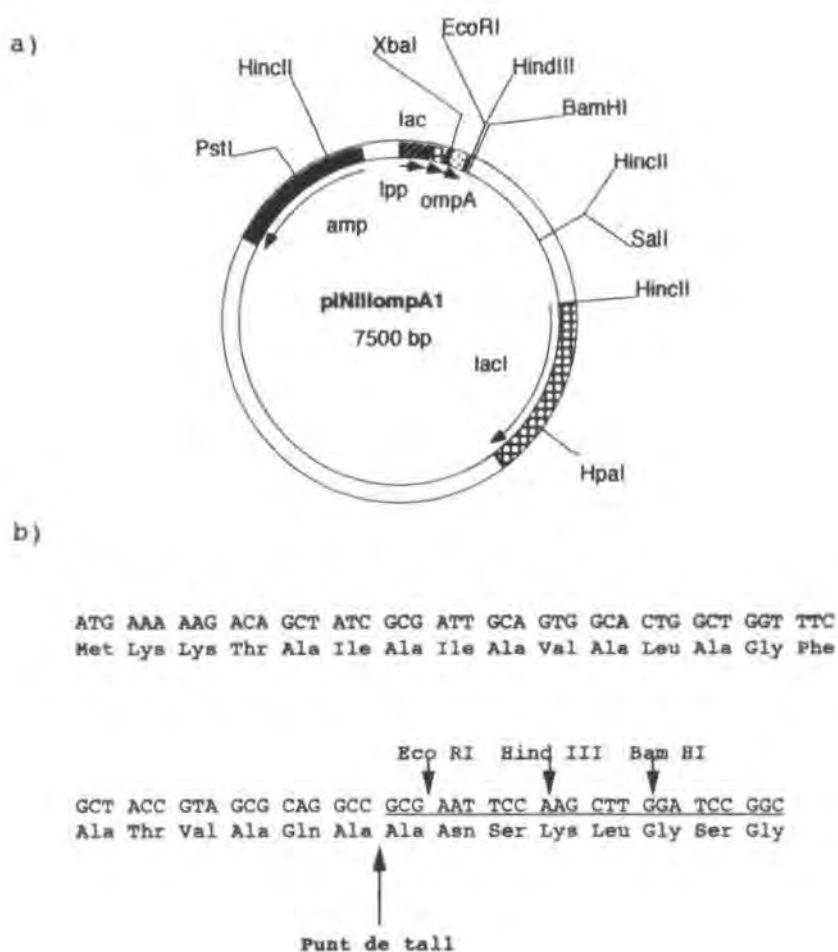 a)
EcoRI
XbaI
HincII
HindIII
lac
BamHI
PstI
HincII
lpp
ompA
amp
SalI
pINIIIompA1
HincII
7500 bp
lacI
HpaI
b)
ATG AAA AAG ACA GCT ATC GCG ATT GCA GTG GCA CTG GCT GGT TTC
Met Lys Lys Thr Ala Ile Ala Ile Ala Val Ala Leu Ala Gly Phe
Eco RI Hind III Bam HI
GCT ACC GTA GCG CAG GCC GCG AAT TCC AAG CTT GGA TCC GGC
Ala Thr Val Ala Gln Ala Ala Asn Ser Lys Leu Gly Ser Gly
Punt de tall